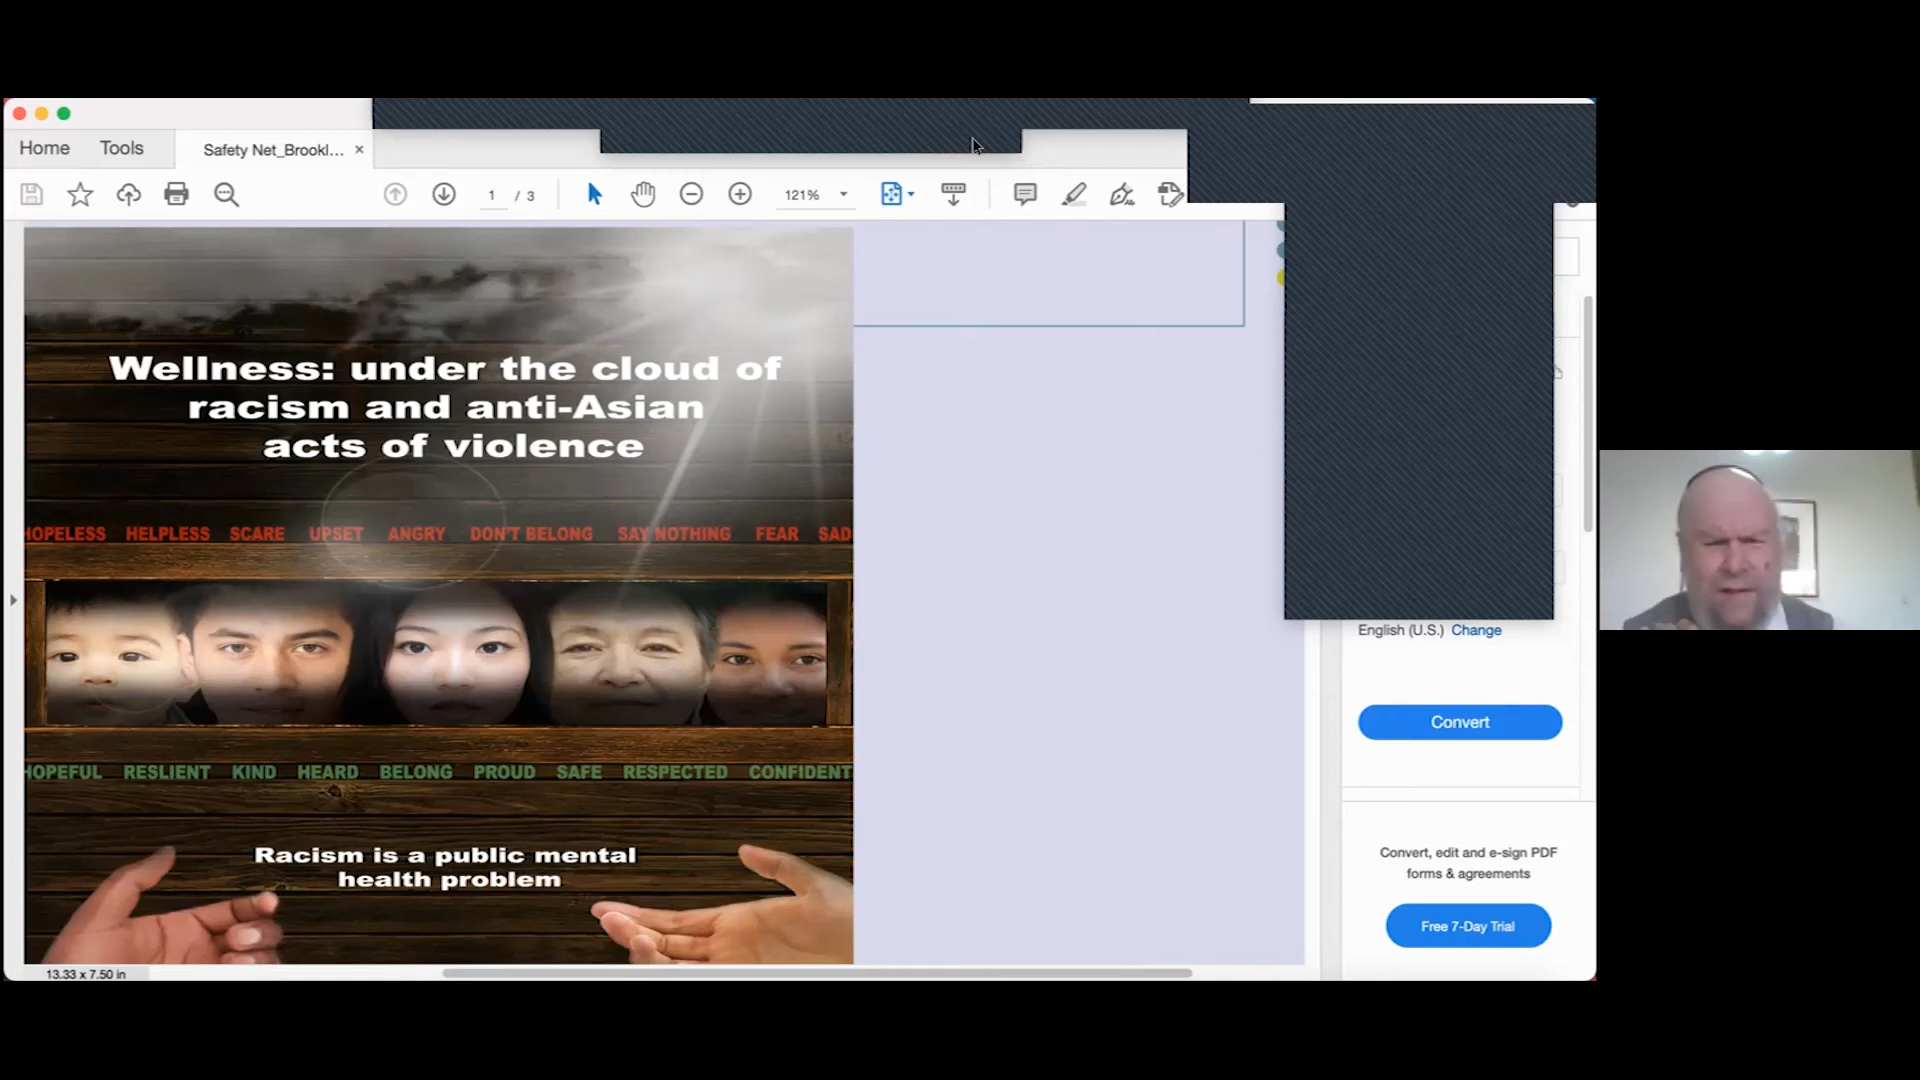 Home
Tools
Safety Net_Brookl...
1 / 3
121%
Wellness: under the cloud of
racism and anti-Asian
acts of violence
HOPELESS HELPLESS SCARE UPSET ANGRY DON'T BELONG SAY NOTHING FEAR SAD
HOPEFUL RESLIENT KIND HEARD BELONG PROUD SAFE RESPECTED CONFIDENT
Racism is a public mental
health problem
13.33 x 7.50 in
English (U.S.) Change
Convert
Convert, edit and e-sign PDF
forms & agreements
Free 7-Day Trial